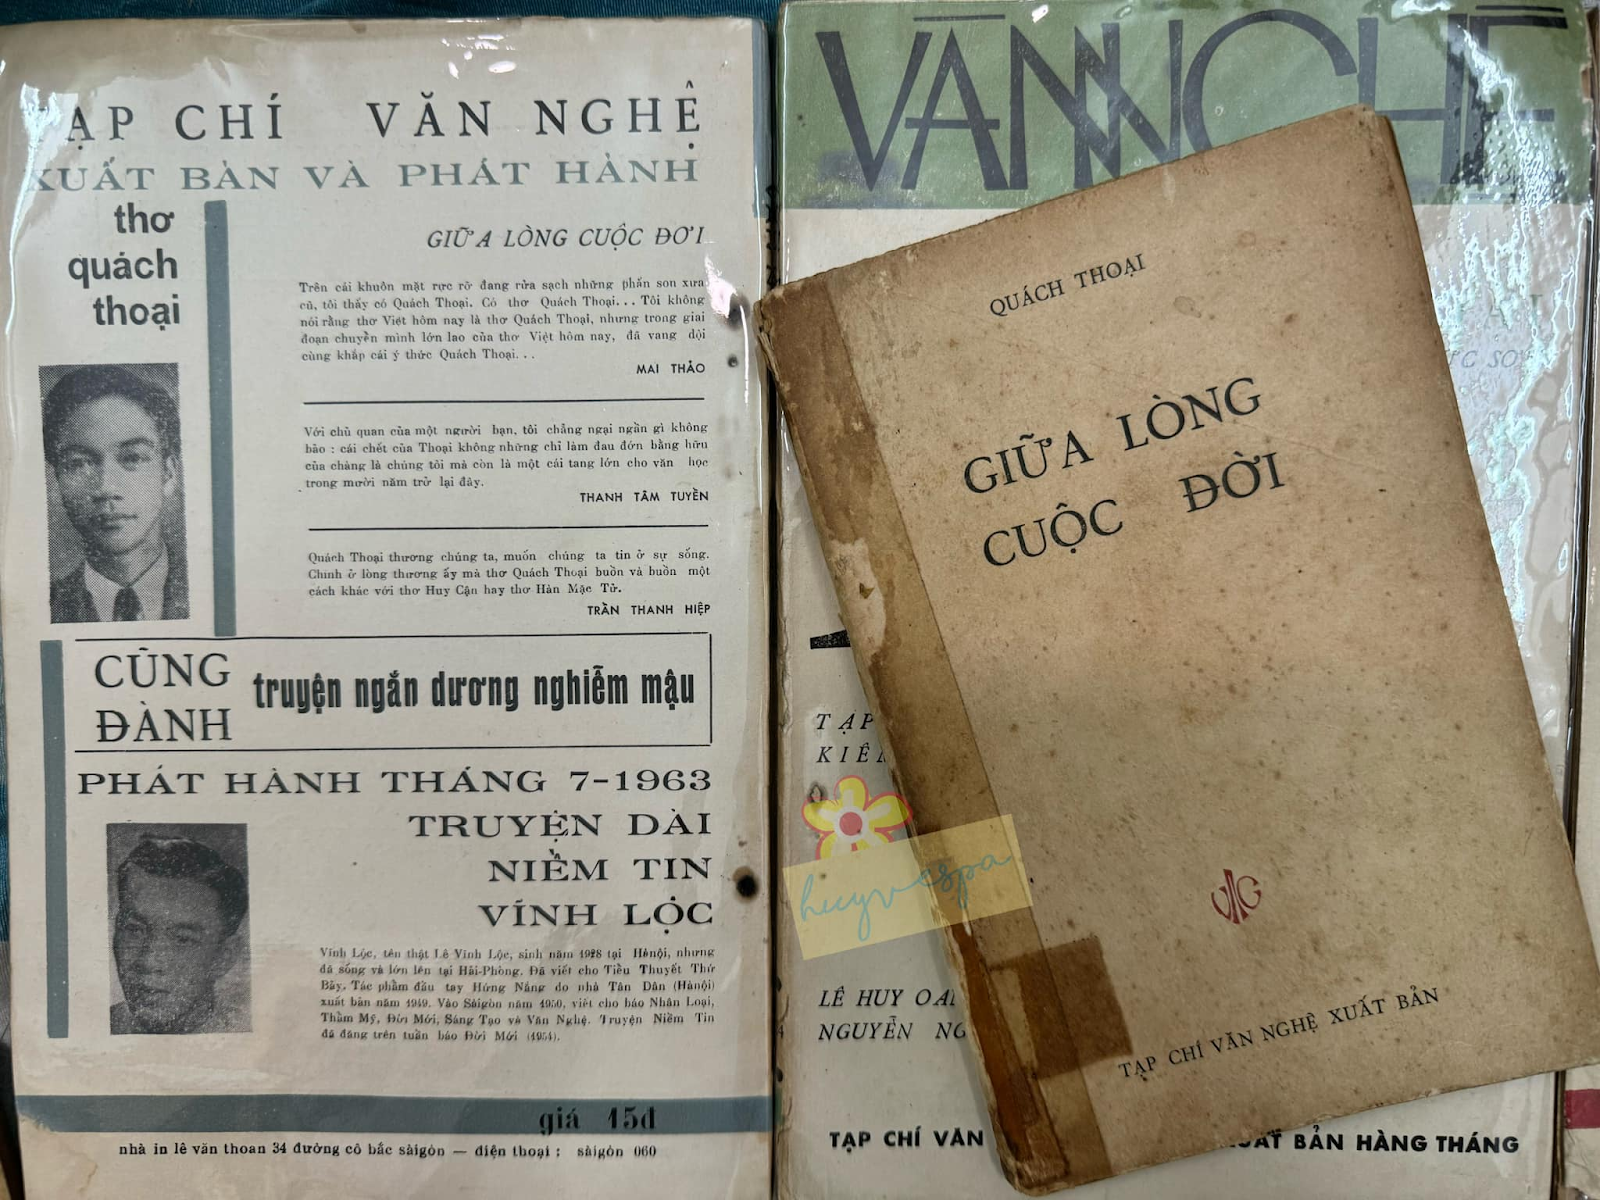 TẠP CHÍ VĂN NGHỆ
XUẤT BẢN VÀ PHÁT HÀNH
thơ
quách
thoại
GIỮA LÒNG CUỘC ĐỜI
Trên cái khuôn mặt rực rỡ đang rửa sạch những phấn son xưa
cũ, tôi thấy có Quách Thoại. Có thơ Quách Thoại... Tôi không
nói rằng thơ Việt hôm nay là thơ Quách Thoại, nhưng trong giai
đoạn chuyển mình lớn lao của thơ Việt hôm nay, đã vang dội
cùng khắp cái ý thức Quách Thoại...
MAI THẢO
Với chủ quan của một người bạn, tôi chẳng ngại ngần gì không
bảo : cái chết của Thoại không những chỉ làm đau đớn bằng hữu
của chàng là chúng tôi mà còn là một cái tang lớn cho văn học
trong mười năm trở lại đây.
THANH TÂM TUYỀN
Quách Thoại thương chúng ta, muốn chúng ta tin ở sự sống.
Chính ở lòng thương ấy mà thơ Quách Thoại buồn và buồn một
cách khác với thơ Huy Cận hay thơ Hàn Mặc Tử.
TRẦN THANH HIỆP
CŨNG
ĐÀNH
truyện ngắn dương nghiễm mậu
PHÁT HÀNH THÁNG 7-1963
TRUYỆN DÀI
NIỀM TIN
VĨNH LỘC
Vĩnh Lộc, tên thật Lê Vĩnh Lộc, sinh năm 1928 tại Hànội, nhưng
đã sống và lớn lên tại Hải-Phòng. Đã viết cho Tiểu Thuyết Thứ
Bảy. Tác phẩm đầu tay Hứng Nắng do nhà Tân Dân (Hànội)
xuất bản năm 1949. Vào Sàigòn năm 1950, viết cho báo Nhân Loại,
Thẩm Mỹ, Đời Mới, Sáng Tạo và Văn Nghệ. Truyện Niềm Tin
đã đăng trên tuần báo Đời Mới (1954).
giá 15đ
nhà in lê văn thoan 34 đường cô bắc sàigòn — điện thoại : sàigòn 060
VĂN NGHỆ
QUÁCH THOẠI
GIỮA LÒNG
CUỘC ĐỜI
VNG
TẠP CHÍ VĂN NGHỆ XUẤT BẢN
TẠP
huyvespa
LÊ HUY OA
NGUYỄN NG
TẠP CHÍ VĂN XUẤT BẢN HÀNG THÁNG